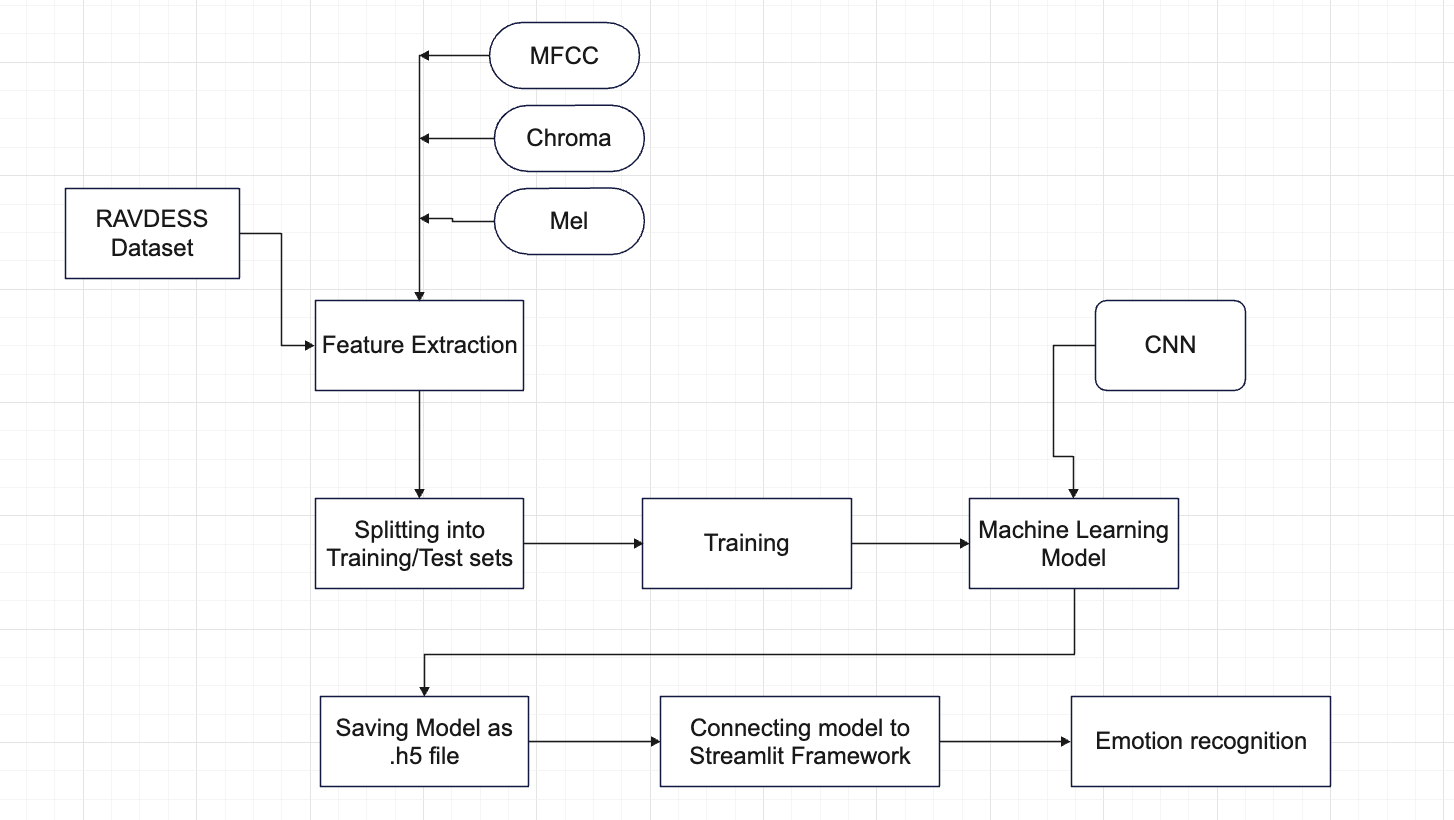 MFCC
Chroma
Mel
RAVDESS
Dataset
Feature Extraction
CNN
Splitting into
Training/Test sets
Training
Machine Learning
Model
Saving Model as
.h5 file
Connecting model to
Streamlit Framework
Emotion recognition